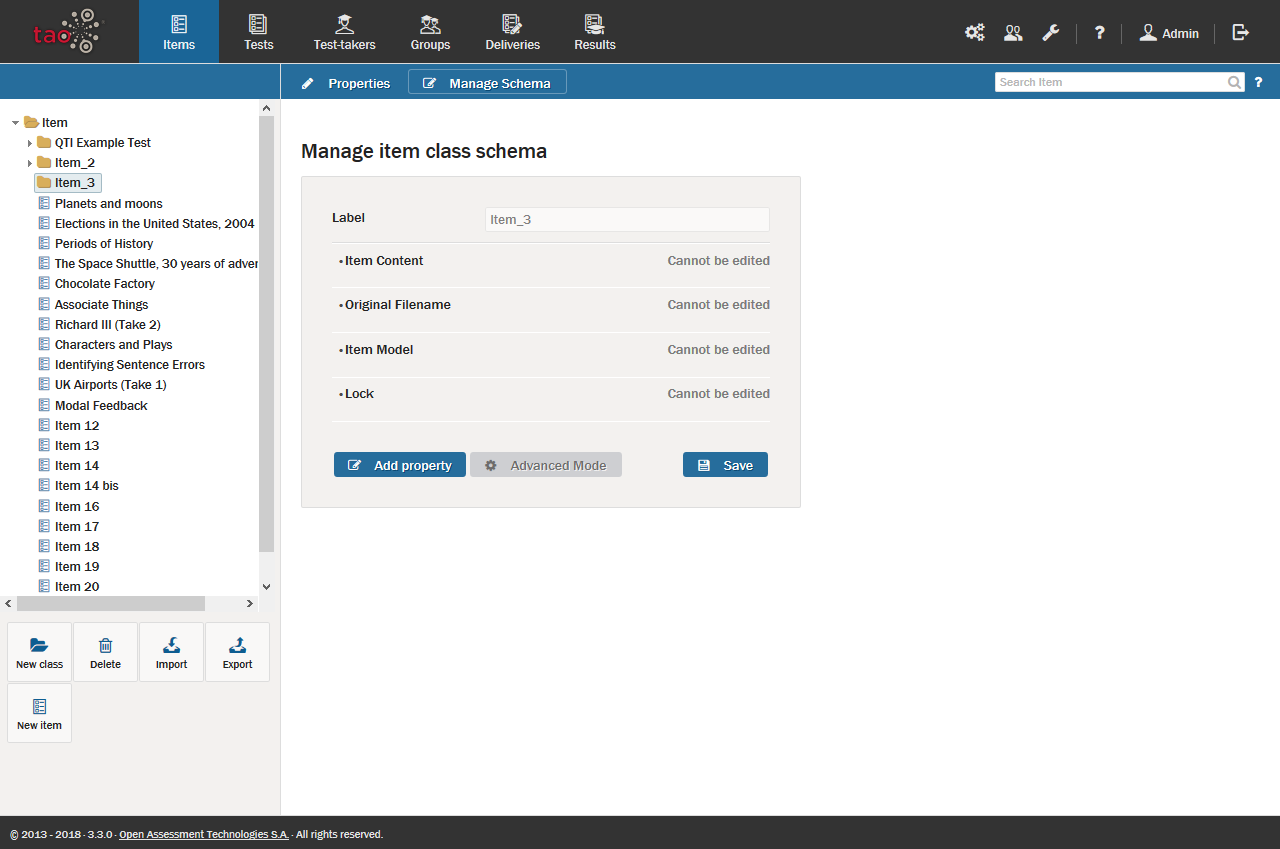 tao
Items
Tests
Test-takers
Groups
Deliveries
Results
?
Admin
Properties
Manage Schema
Search Item
?
Item
QTI Example Test
Item_2
Item_3
Planets and moons
Elections in the United States, 2004
Periods of History
The Space Shuttle, 30 years of adver
Chocolate Factory
Associate Things
Richard III (Take 2)
Characters and Plays
Identifying Sentence Errors
UK Airports (Take 1)
Modal Feedback
Item 12
Item 13
Item 14
Item 14 bis
Item 16
Item 17
Item 18
Item 19
Item 20
New class
Delete
Import
Export
New item
Manage item class schema
Label
Item_3
• Item Content Cannot be edited
• Original Filename Cannot be edited
• Item Model Cannot be edited
• Lock Cannot be edited
Add property
Advanced Mode
Save
© 2013 - 2018 · 3.3.0 · Open Assessment Technologies S.A. · All rights reserved.